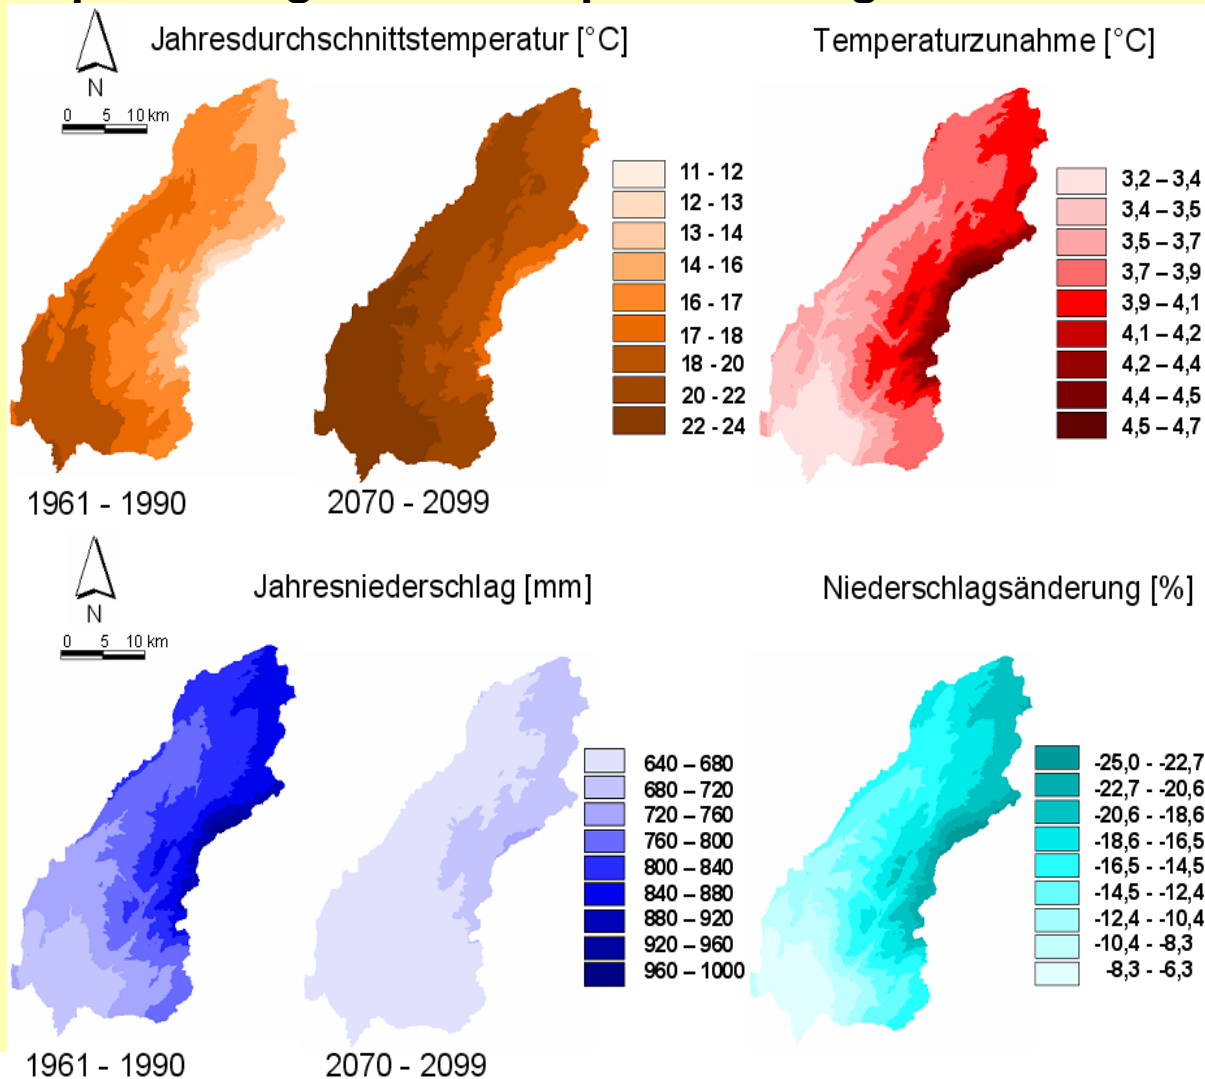 Jahresdurchschnittstemperatur [°C]
Temperaturzunahme [°C]
N
0 5 10 km
11 - 12
12 - 13
13 - 14
14 - 16
16 - 17
17 - 18
18 - 20
20 - 22
22 - 24
3,2 – 3,4
3,4 – 3,5
3,5 – 3,7
3,7 – 3,9
3,9 – 4,1
4,1 – 4,2
4,2 – 4,4
4,4 – 4,5
4,5 – 4,7
1961 - 1990
2070 - 2099
Jahresniederschlag [mm]
Niederschlagsänderung [%]
N
0 5 10 km
640 – 680
680 – 720
720 – 760
760 – 800
800 – 840
840 – 880
880 – 920
920 – 960
960 – 1000
-25,0 - -22,7
-22,7 - -20,6
-20,6 - -18,6
-18,6 - -16,5
-16,5 - -14,5
-14,5 - -12,4
-12,4 - -10,4
-10,4 - -8,3
-8,3 - -6,3
1961 - 1990
2070 - 2099